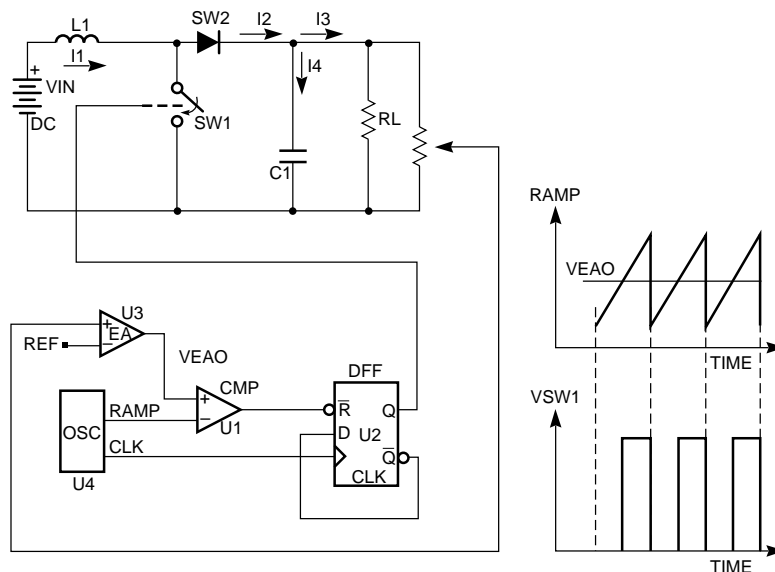 SW2
I2
I3
L1
I1
I4
+
VIN
DC
SW1
RL
C1
RAMP
VEAO
TIME
U3
+
EA
−
REF
VEAO
DFF
CMP
+
−
U1
R
Q
D
U2
Q
CLK
OSC
RAMP
CLK
U4
VSW1
TIME